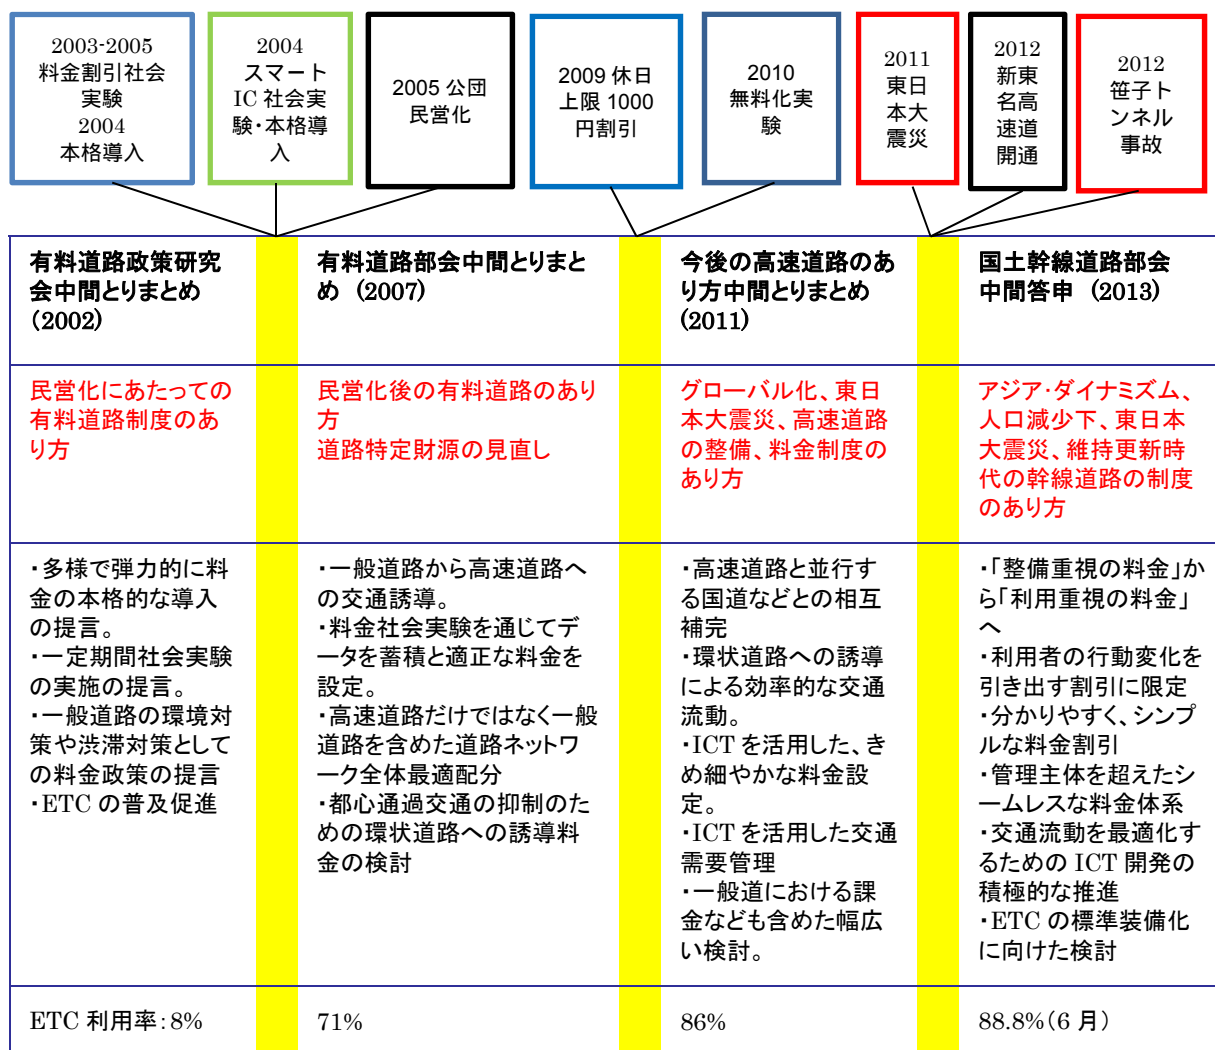 2003-2005
料金割引社会
実験
2004
本格導入
2004
スマート
IC 社会実
験・本格導
入
2005 公団
民営化
2009 休日
上限 1000
円割引
2010
無料化実
験
2011
東日
本大
震災
2012
新東
名高
速道
開通
2012
笹子ト
ンネル
事故
有料道路政策研究
会中間とりまとめ
（2002）
有料道路部会中間とりまと
め （2007）
今後の高速道路のあ
り方中間とりまとめ
（2011）
国土幹線道路部会
中間答申 （2013）
民営化にあたっての
有料道路制度のあ
り方
民営化後の有料道路のあり
方
道路特定財源の見直し
グローバル化、東日
本大震災、高速道路
の整備、料金制度の
あり方
アジア・ダイナミズム、
人口減少下、東日本
大震災、維持更新時
代の幹線道路の制度
のあり方
・多様で弾力的に料
金の本格的な導入
の提言。
・一定期間社会実験
の実施の提言。
・一般道路の環境対
策や渋滞対策として
の料金政策の提言
・ETC の普及促進
・一般道路から高速道路へ
の交通誘導。
・料金社会実験を通じてデ
ータを蓄積と適正な料金を
設定。
・高速道路だけではなく一般
道路を含めた道路ネットワ
ーク全体最適配分
・都心通過交通の抑制のた
めの環状道路への誘導料
金の検討
・高速道路と並行す
る国道などとの相互
補完
・環状道路への誘導
による効率的な交通
流動。
・ICT を活用した、き
め細やかな料金設
定。
・ICT を活用した交通
需要管理
・一般道における課
金なども含めた幅広
い検討。
・「整備重視の料金」か
ら「利用重視の料金」
へ
・利用者の行動変化を
引き出す割引に限定
・分かりやすく、シンプ
ルな料金割引
・管理主体を超えたシ
ームレスな料金体系
・交通流動を最適化す
るための ICT 開発の
積極的な推進
・ETC の標準装備化
に向けた検討
ETC 利用率：8%
71%
86%
88.8%（6 月）